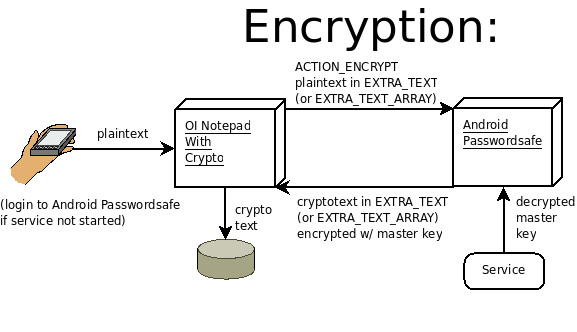 Encryption:
ACTION_ENCRYPT
plaintext in EXTRA_TEXT
(or EXTRA_TEXT_ARRAY)
plaintext
OI Notepad
With
Crypto
Android
Passwordsafe
(login to Android Passwordsafe
if service not started)
crypto
text
cryptotext in EXTRA_TEXT
(or EXTRA_TEXT_ARRAY)
encrypted w/ master key
decrypted
master
key
Service